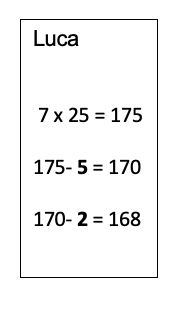 Luca
7 x 25 = 175
175- 5 = 170
170- 2 = 168